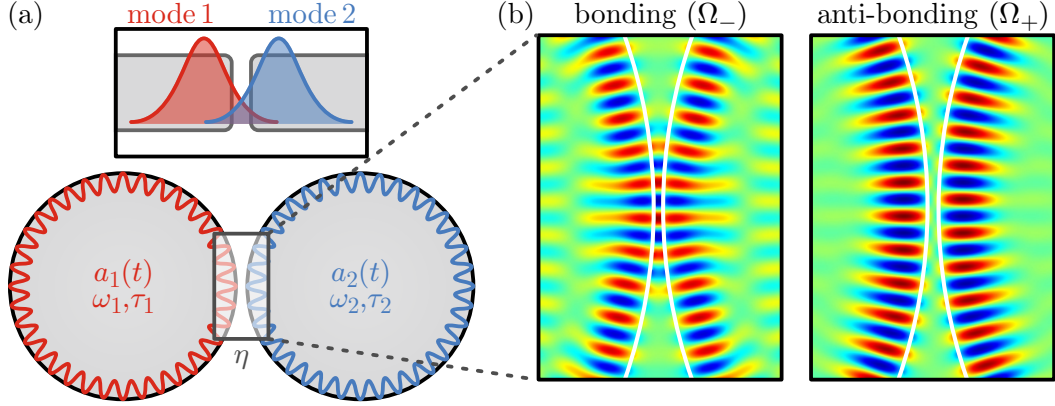 (a)
mode 1 mode 2
a₁(t)
ω₁,τ₁
a₂(t)
ω₂,τ₂
η
(b)
bonding (Ω₋)
anti-bonding (Ω₊)